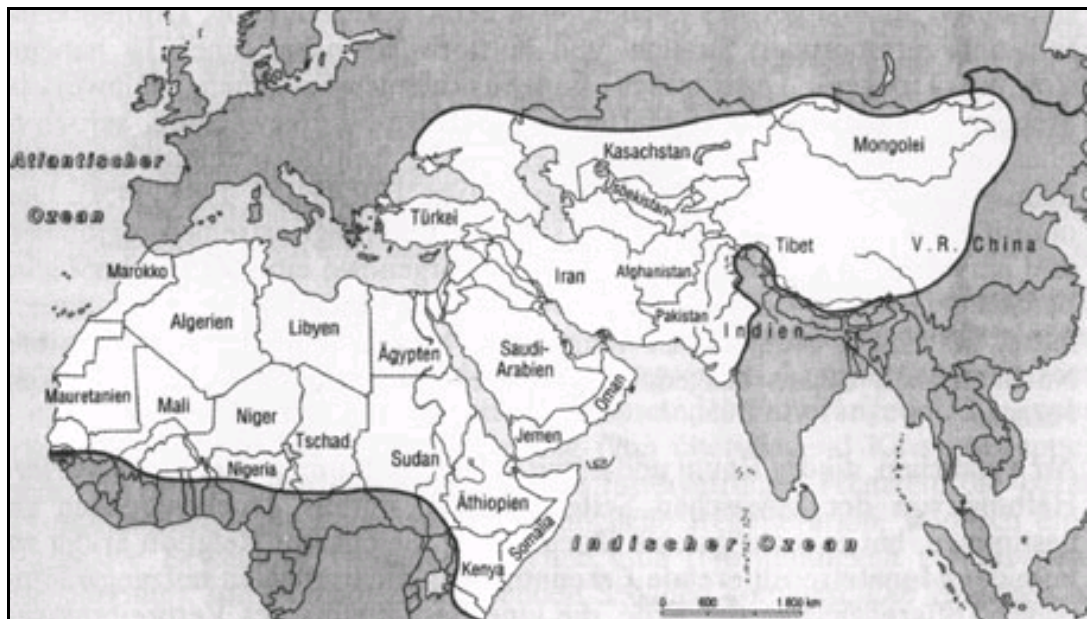 Atlantischer
Ozean
Kasachstan
Mongolei
Usbekistan
Türkei
Tibet
V.R. China
Marokko
Iran
Afghanistan
Algerien
Libyen
Pakistan
Indien
Ägypten
Saudi-
Arabien
Mauretanien
Mali
Niger
Oman
Tschad
Jemen
Sudan
Nigeria
Äthiopien
Somalia
Indischer Ozean
Kenya
0 600 1 800 km